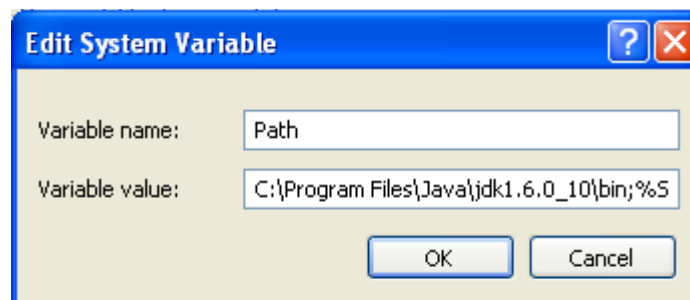 Edit System Variable
Variable name: Path
Variable value: C:\Program Files\Java\jdk1.6.0_10\bin;%S
OK Cancel